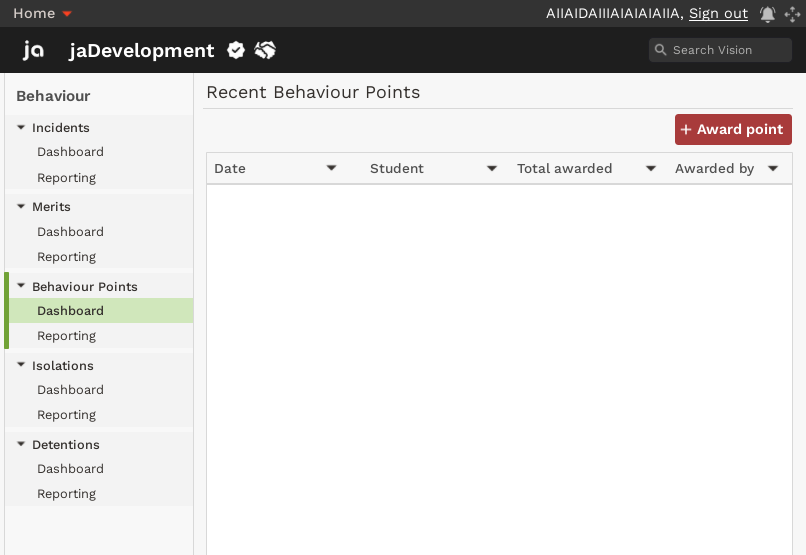 Home
AIIAIDAIIIAIAIAIAIIA, Sign out
ja jaDevelopment
Search Vision
Behaviour
Incidents
Dashboard
Reporting
Merits
Dashboard
Reporting
Behaviour Points
Dashboard
Reporting
Isolations
Dashboard
Reporting
Detentions
Dashboard
Reporting
Recent Behaviour Points
+ Award point
Date Student Total awarded Awarded by